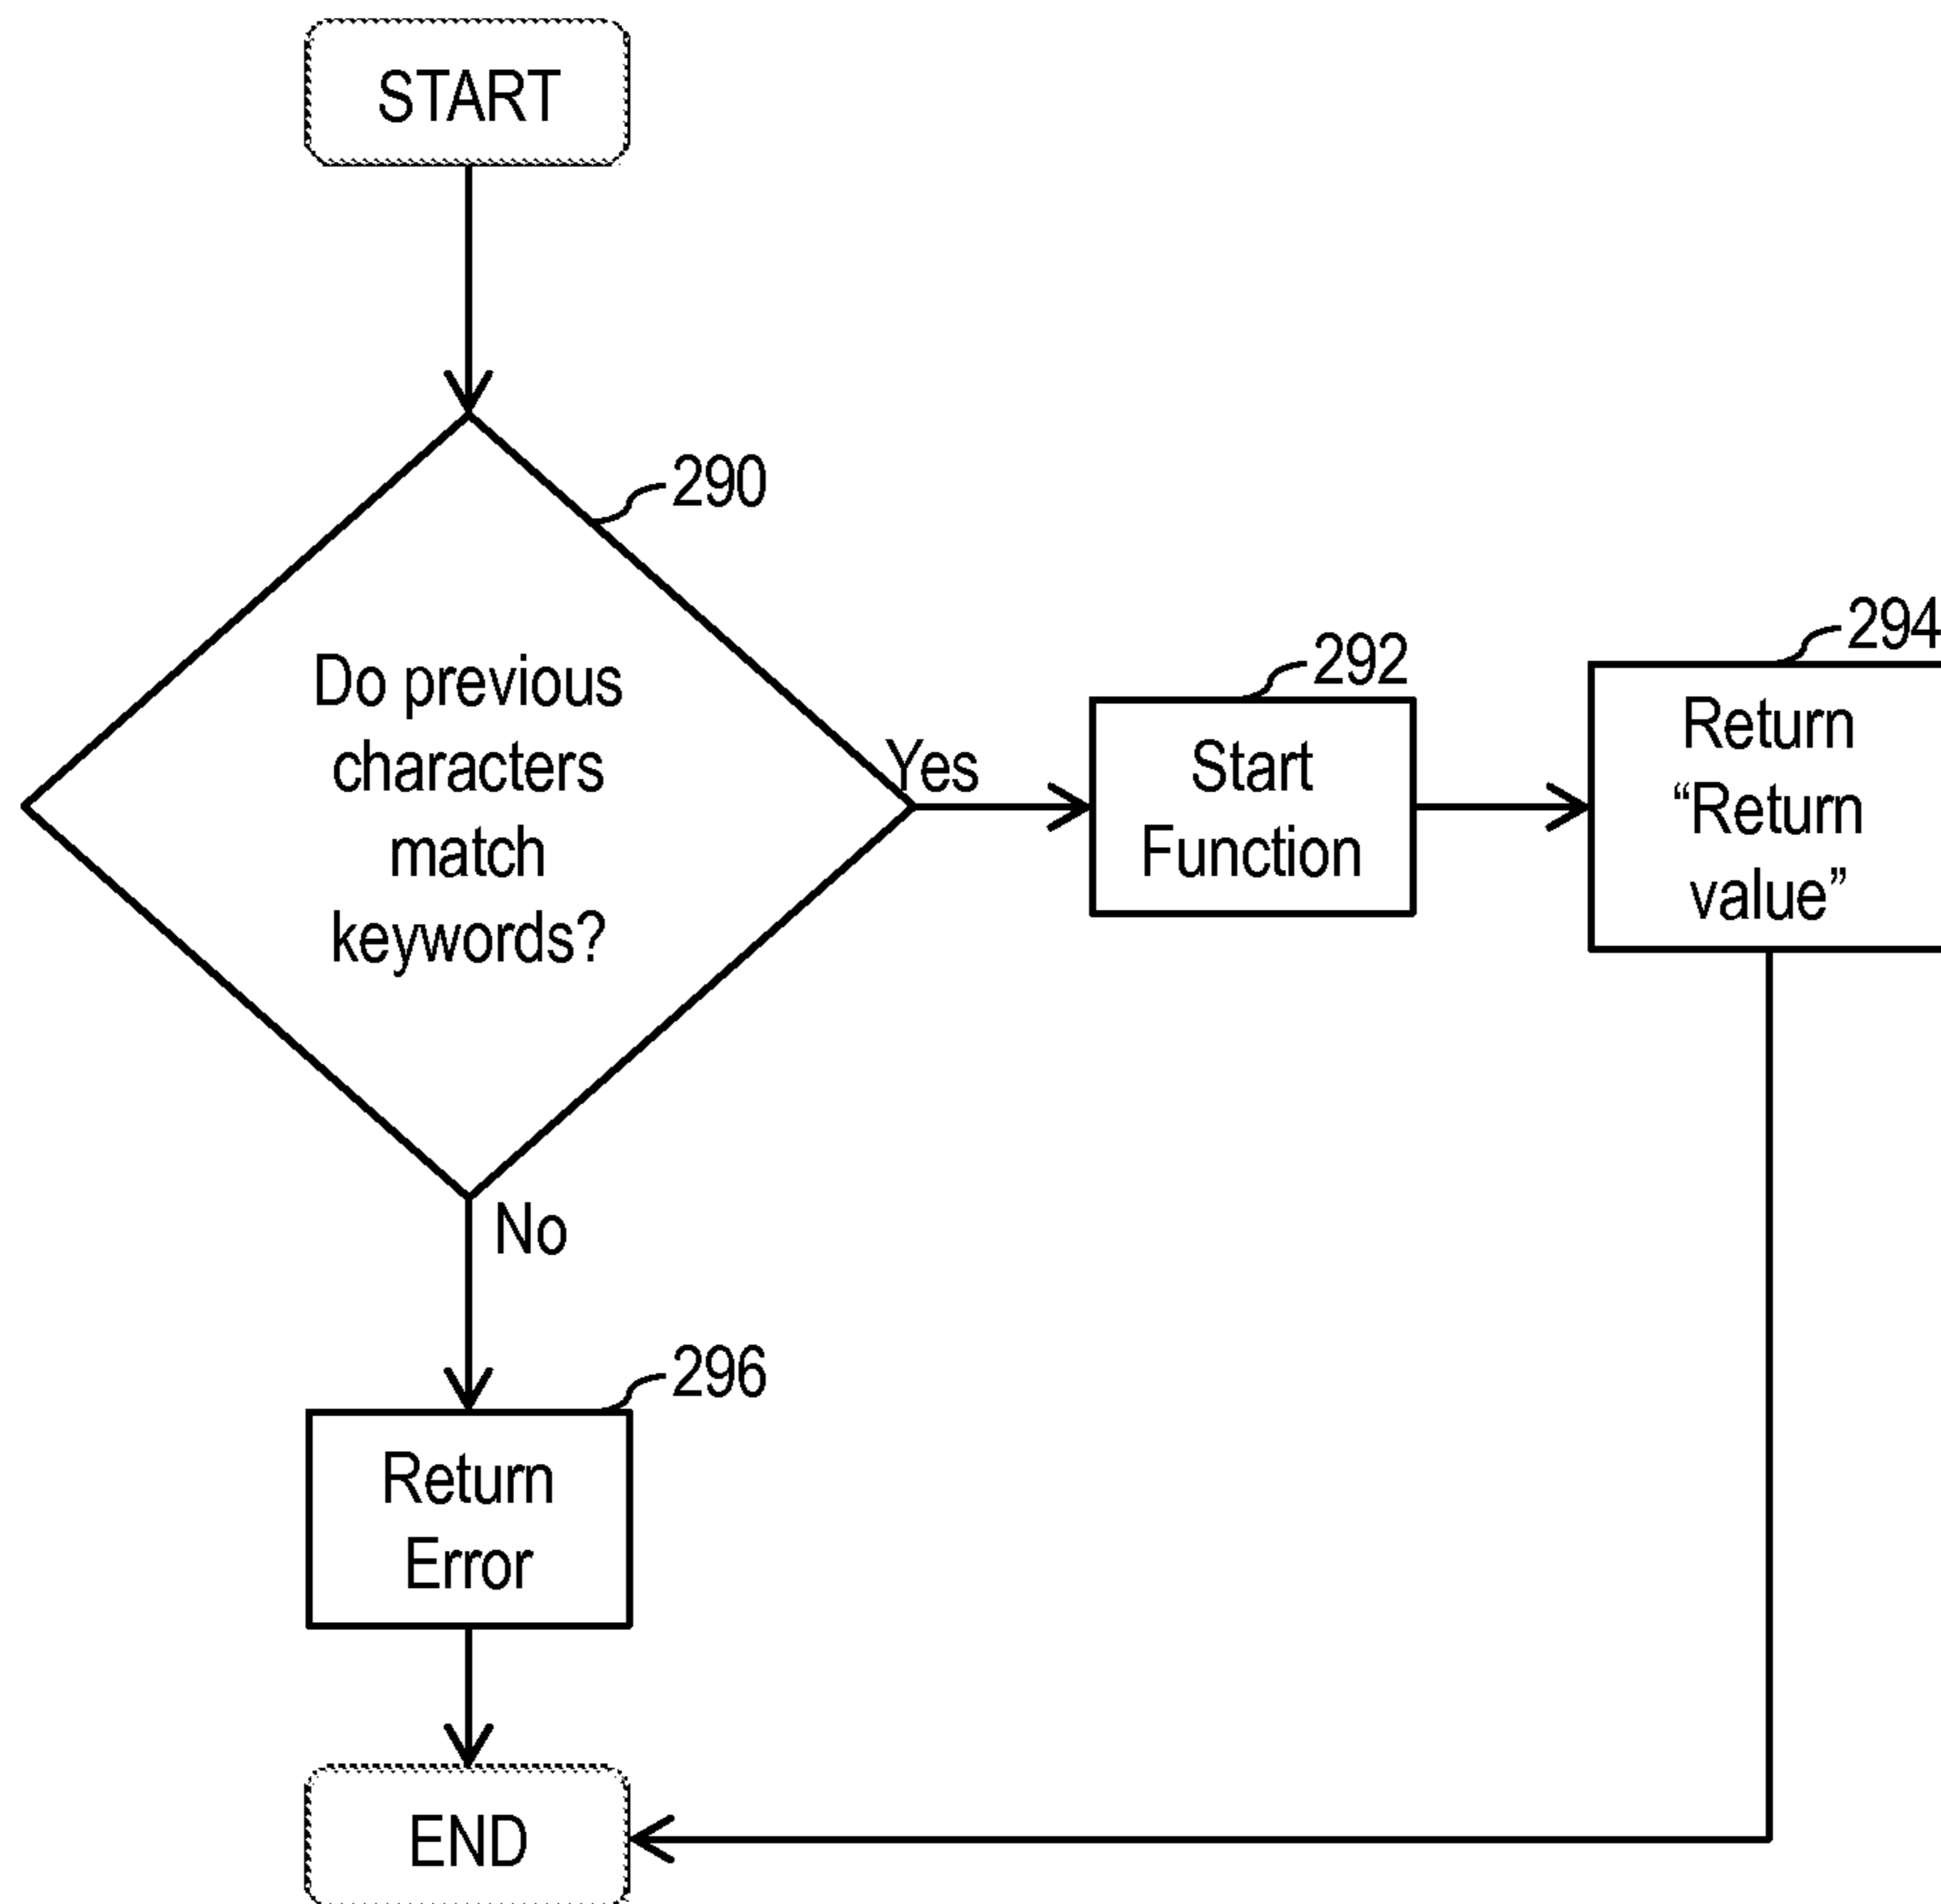 START
290
Do previous
characters
match
keywords?
Yes
292
Start
Function
294
Return
“Return
value”
No
296
Return
Error
END